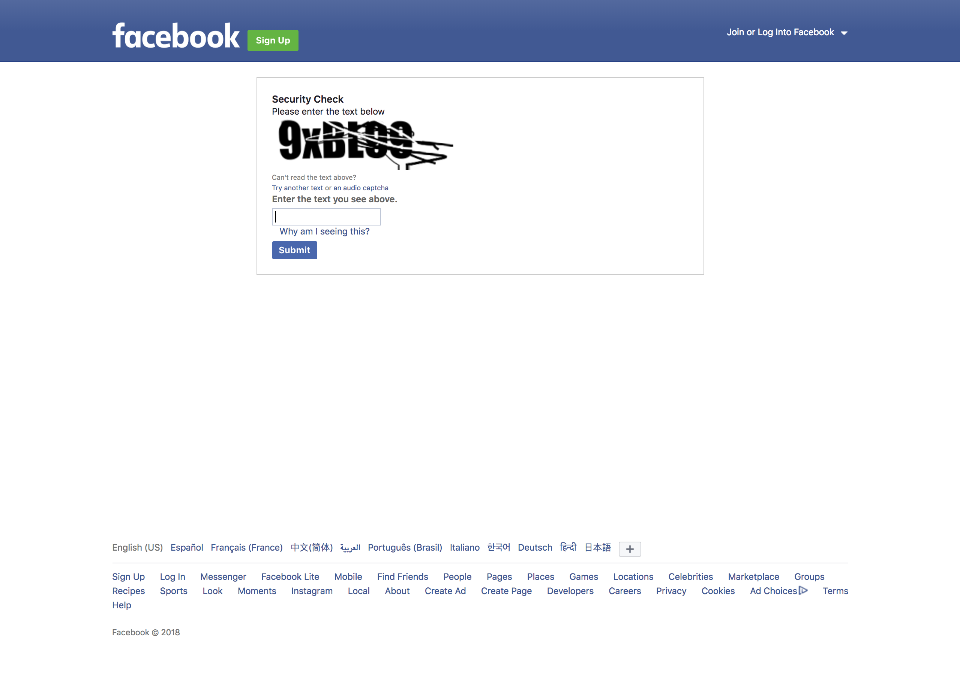 facebook
Sign Up
Join or Log Into Facebook
Security Check
Please enter the text below
Can't read the text above?
Try another text or an audio captcha
Enter the text you see above.
Why am I seeing this?
Submit
English (US) Español Français (France) 中文(简体) العربية Português (Brasil) Italiano 한국어 Deutsch हिन्दी 日本語 +
Sign Up Log In Messenger Facebook Lite Mobile Find Friends People Pages Places Games Locations Celebrities Marketplace Groups
Recipes Sports Look Moments Instagram Local About Create Ad Create Page Developers Careers Privacy Cookies Ad Choices Terms
Help
Facebook © 2018